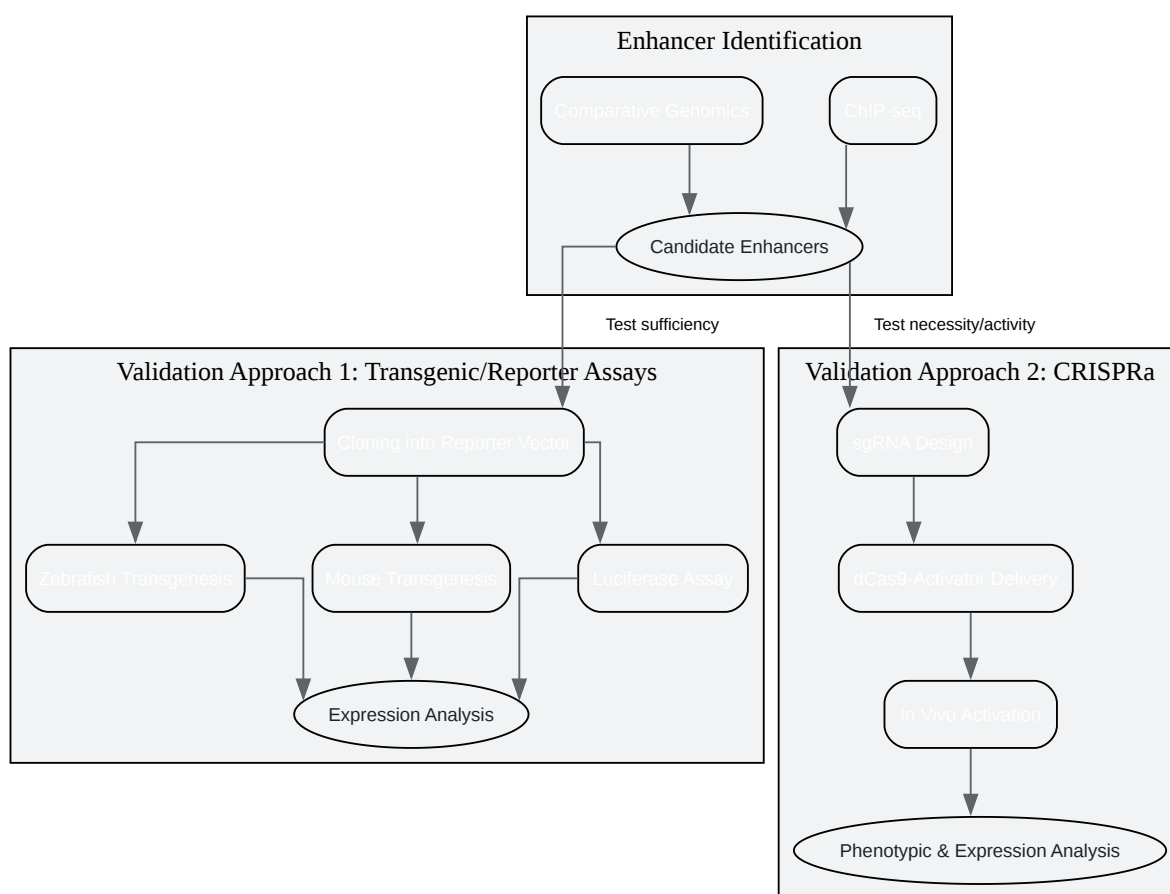 Enhancer Identification
Comparative Genomics
ChIP-seq
Candidate Enhancers
Test sufficiency
Test necessity/activity
Validation Approach 1: Transgenic/Reporter Assays
Validation Approach 2: CRISPRa
Cloning into Reporter Vector
sgRNA Design
Zebrafish Transgenesis
Mouse Transgenesis
Luciferase Assay
dCas9-Activator Delivery
Expression Analysis
In Vivo Activation
Phenotypic & Expression Analysis